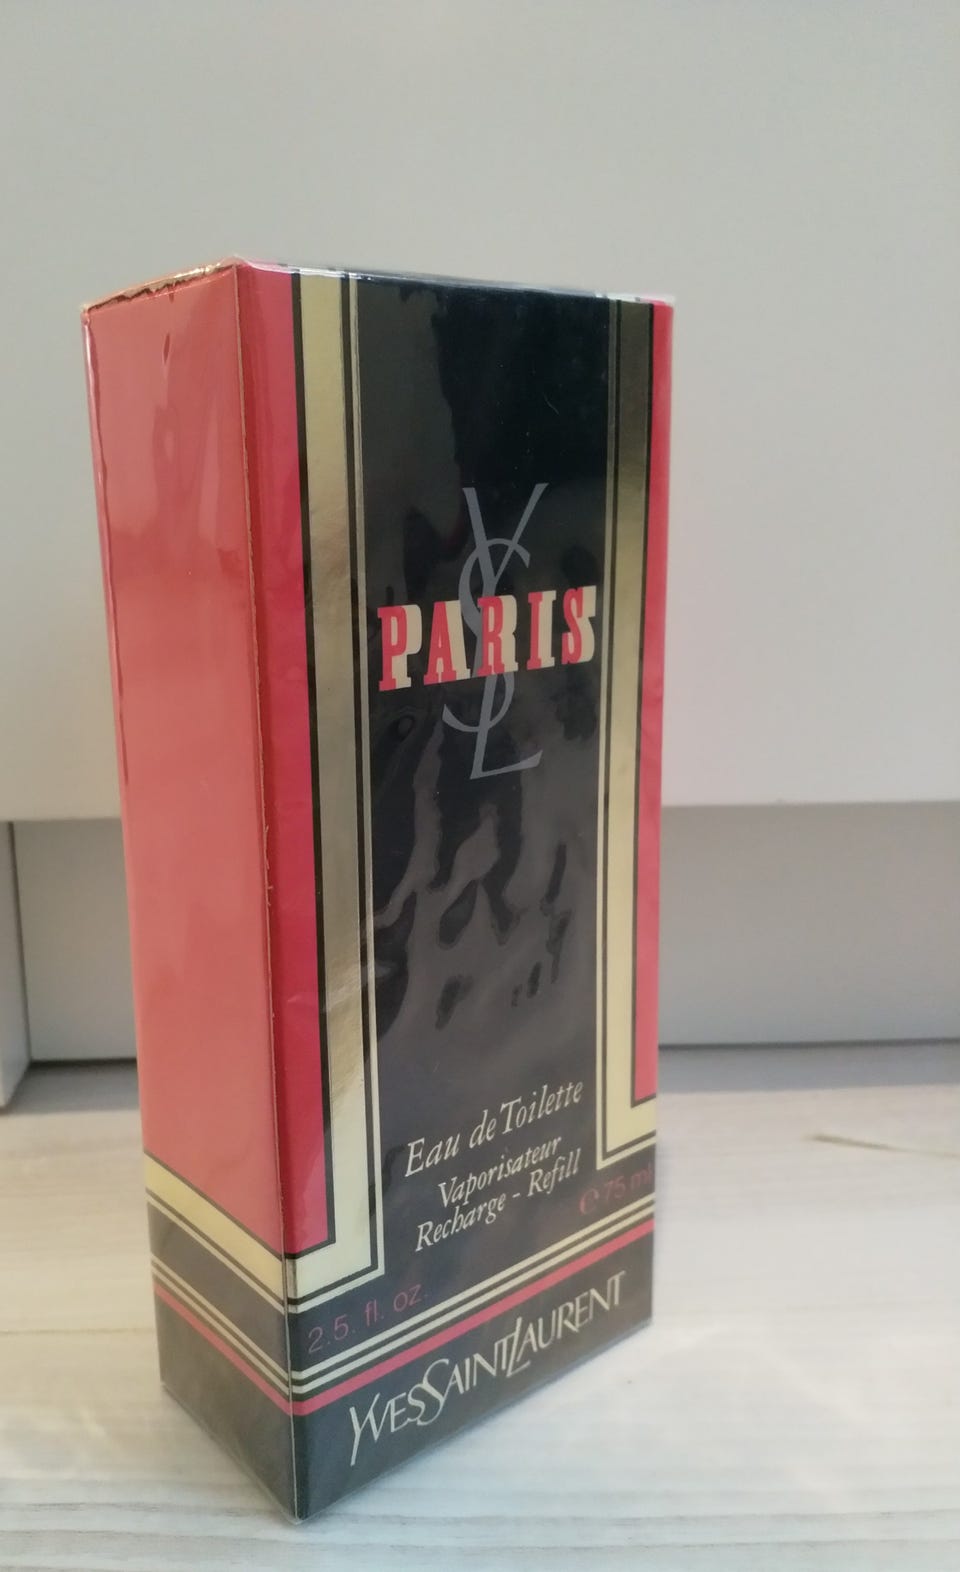 YSL
PARIS
Eau de Toilette
Vaporisateur
Recharge - Refill
℮ 75 ml
2.5. fl. oz.
YVESSAINTLAURENT